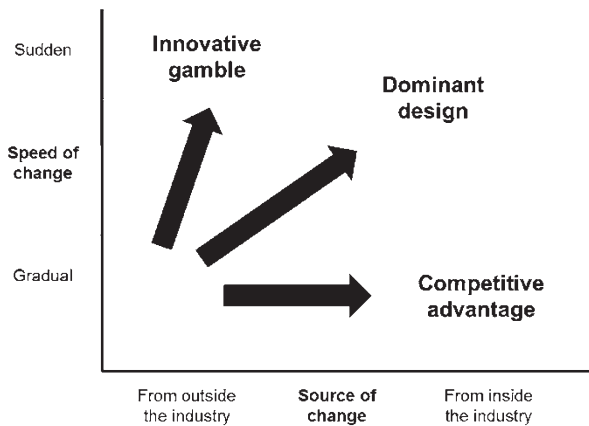 Sudden
Innovative
gamble
Dominant
design
Speed of
change
Gradual
Competitive
advantage
From outside
the industry
Source of
change
From inside
the industry